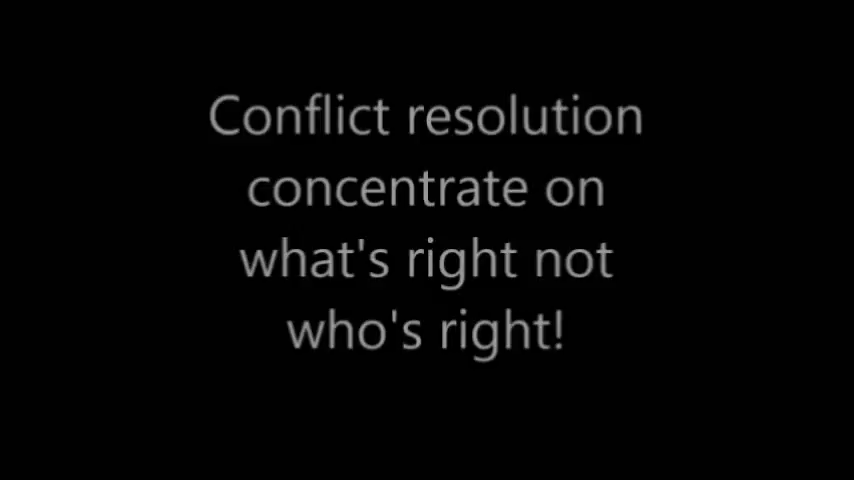 Conflict resolution
concentrate on
what's right not
who's right!